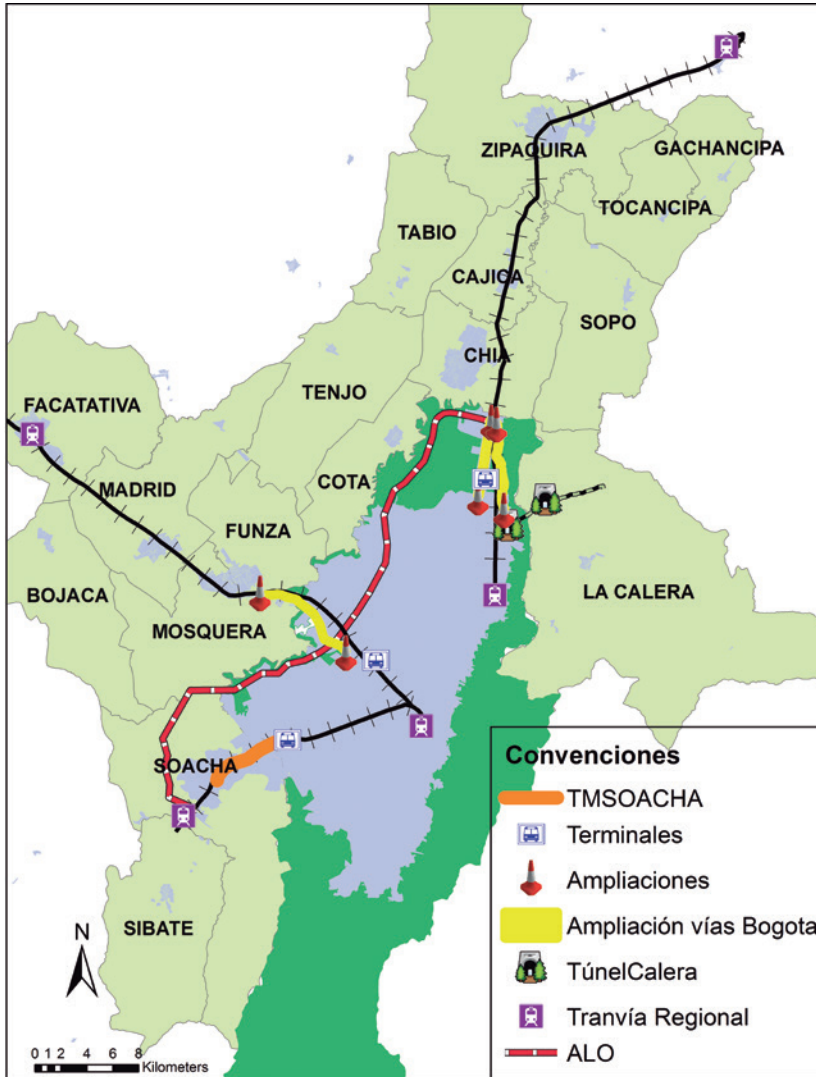 ZIPAQUIRA
GACHANCIPA
TOCANCIPA
TABIO
CAJICA
SOPO
CHIA
TENJO
FACATATIVA
COTA
MADRID
FUNZA
BOJACA
LA CALERA
MOSQUERA
SOACHA
SIBATE
N
0 1 2 4 6 8
Kilometers
Convenciones
TMSOACHA
Terminales
Ampliaciones
Ampliación vías Bogota
TúnelCalera
Tranvía Regional
ALO